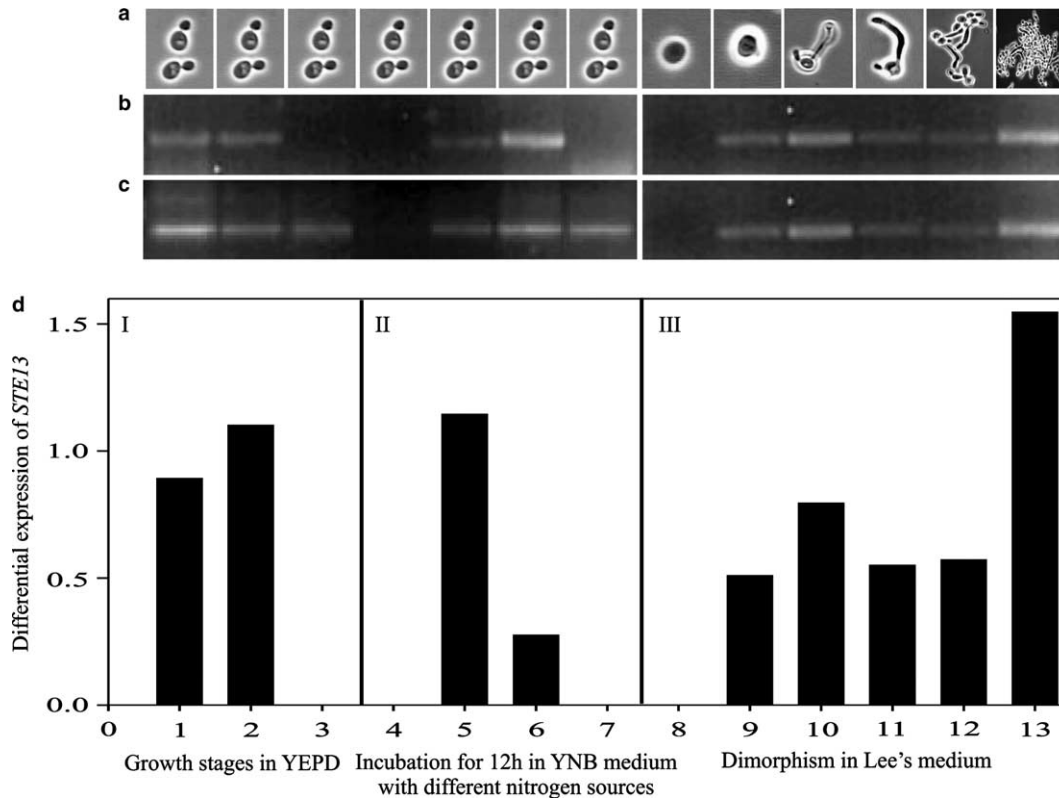 a
b
c
d
I II III
1.5
1.0
0.5
0.0
Differential expression of STE13
0 1 2 3 4 5 6 7 8 9 10 11 12 13
Growth stages in YEPD
Incubation for 12h in YNB medium
with different nitrogen sources
Dimorphism in Lee's medium